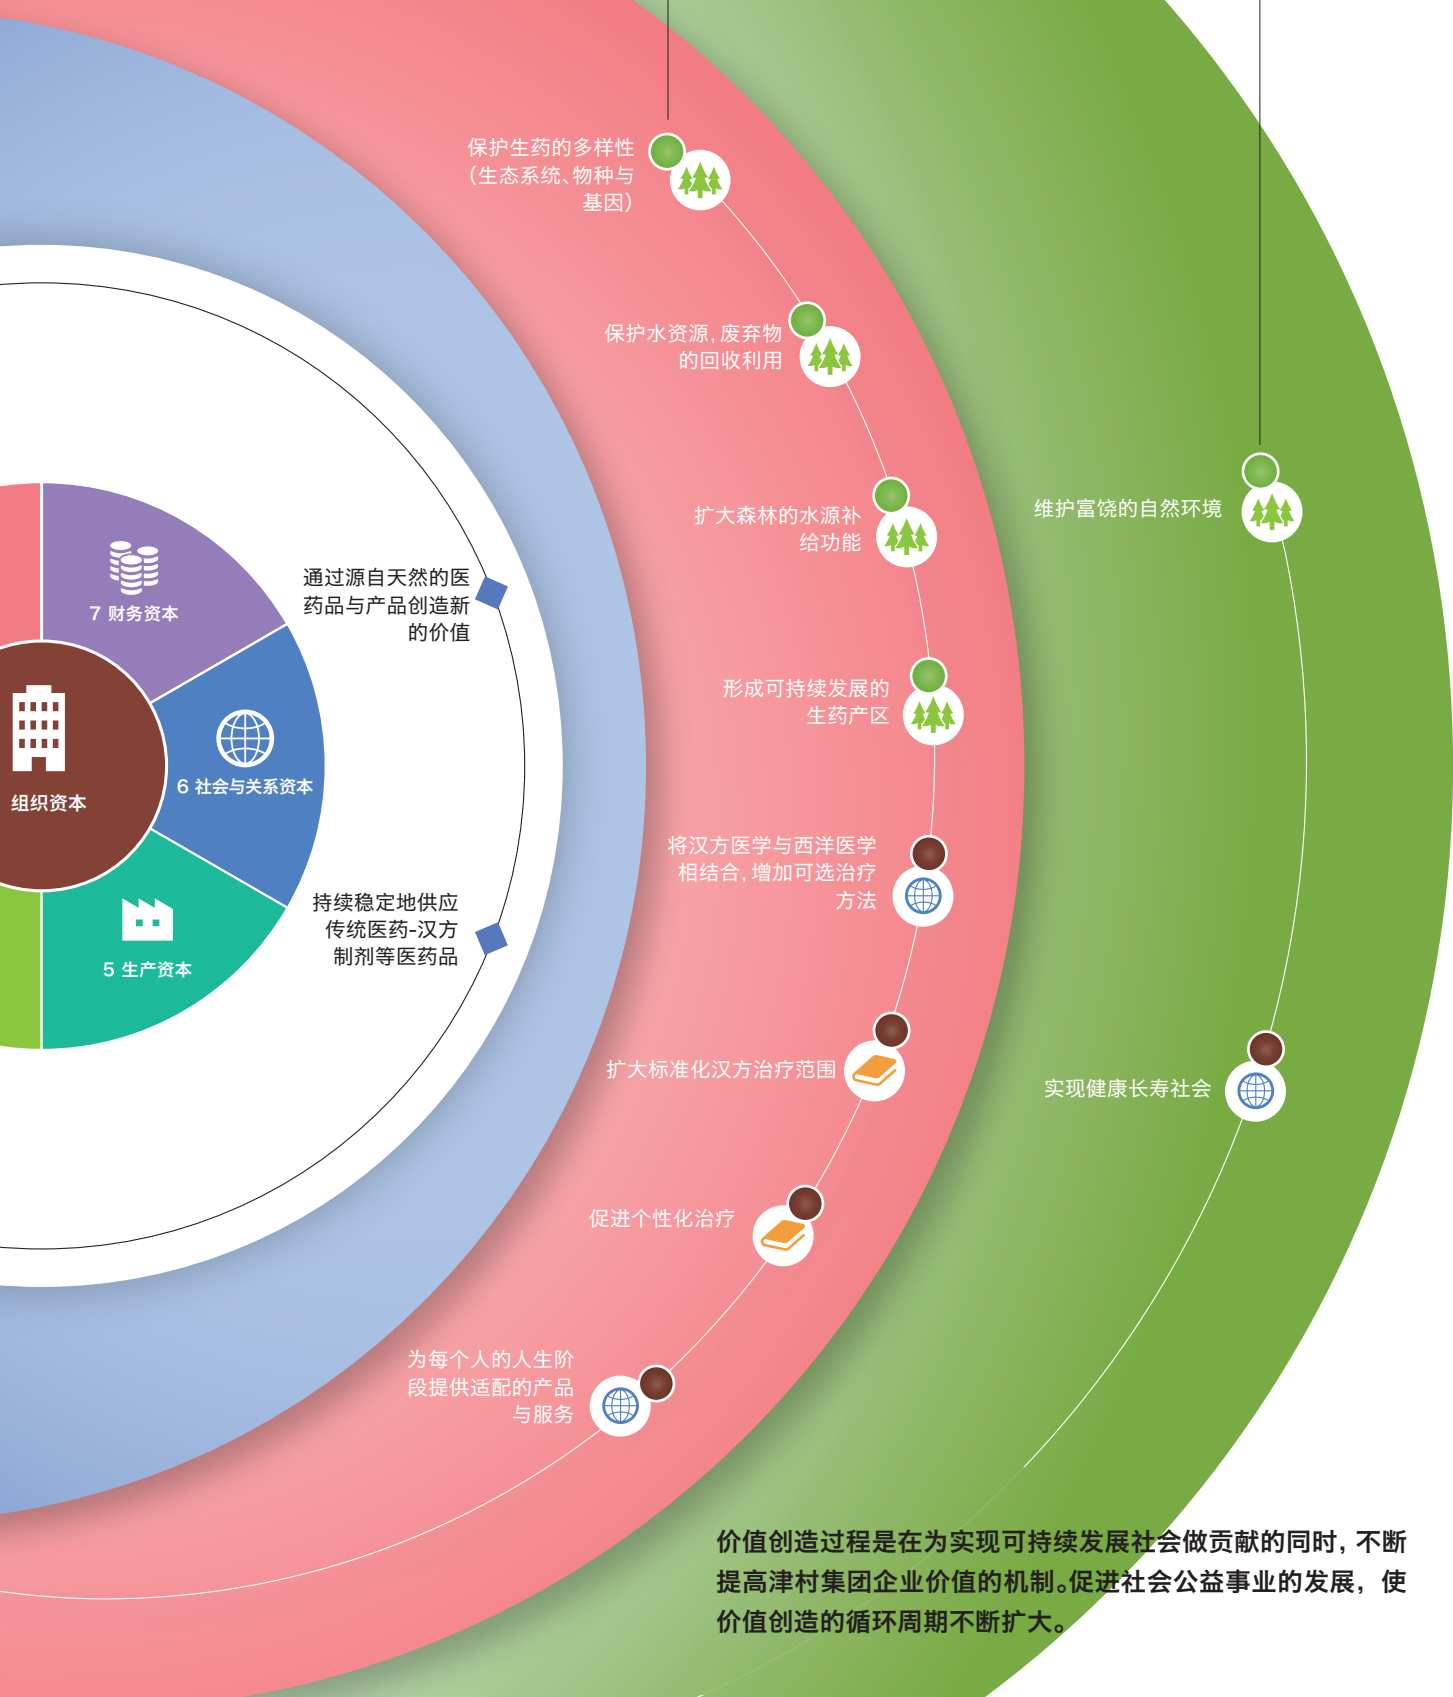 保护生药的多样性
（生态系统、物种与
基因）
保护水资源, 废弃物
的回收利用
扩大森林的水源补
给功能
维护富饶的自然环境
通过源自天然的医
药品与产品创造新
的价值
7 财务资本
形成可持续发展的
生药产区
6 社会与关系资本
组织资本
将汉方医学与西洋医学
相结合, 增加可选治疗
方法
持续稳定地供应
传统医药-汉方
制剂等医药品
5 生产资本
扩大标准化汉方治疗范围
实现健康长寿社会
促进个性化治疗
为每个人的人生阶
段提供适配的产品
与服务
价值创造过程是在为实现可持续发展社会做贡献的同时, 不断
提高津村集团企业价值的机制。促进社会公益事业的发展, 使
价值创造的循环周期不断扩大。